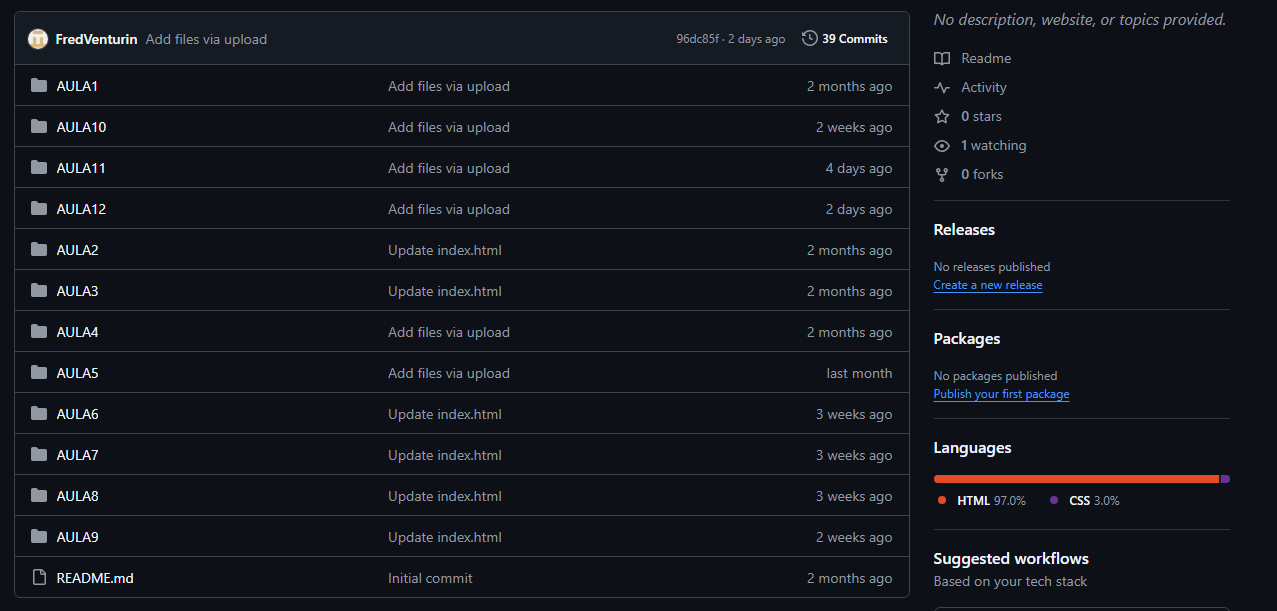 FredVenturin Add files via upload 96dc85f · 2 days ago 39 Commits
AULA1 Add files via upload 2 months ago
AULA10 Add files via upload 2 weeks ago
AULA11 Add files via upload 4 days ago
AULA12 Add files via upload 2 days ago
AULA2 Update index.html 2 months ago
AULA3 Update index.html 2 months ago
AULA4 Add files via upload 2 months ago
AULA5 Add files via upload last month
AULA6 Update index.html 3 weeks ago
AULA7 Update index.html 3 weeks ago
AULA8 Update index.html 3 weeks ago
AULA9 Update index.html 2 weeks ago
README.md Initial commit 2 months ago
No description, website, or topics provided.
Readme
Activity
0 stars
1 watching
0 forks
Releases
No releases published
Create a new release
Packages
No packages published
Publish your first package
Languages
HTML 97.0% CSS 3.0%
Suggested workflows
Based on your tech stack